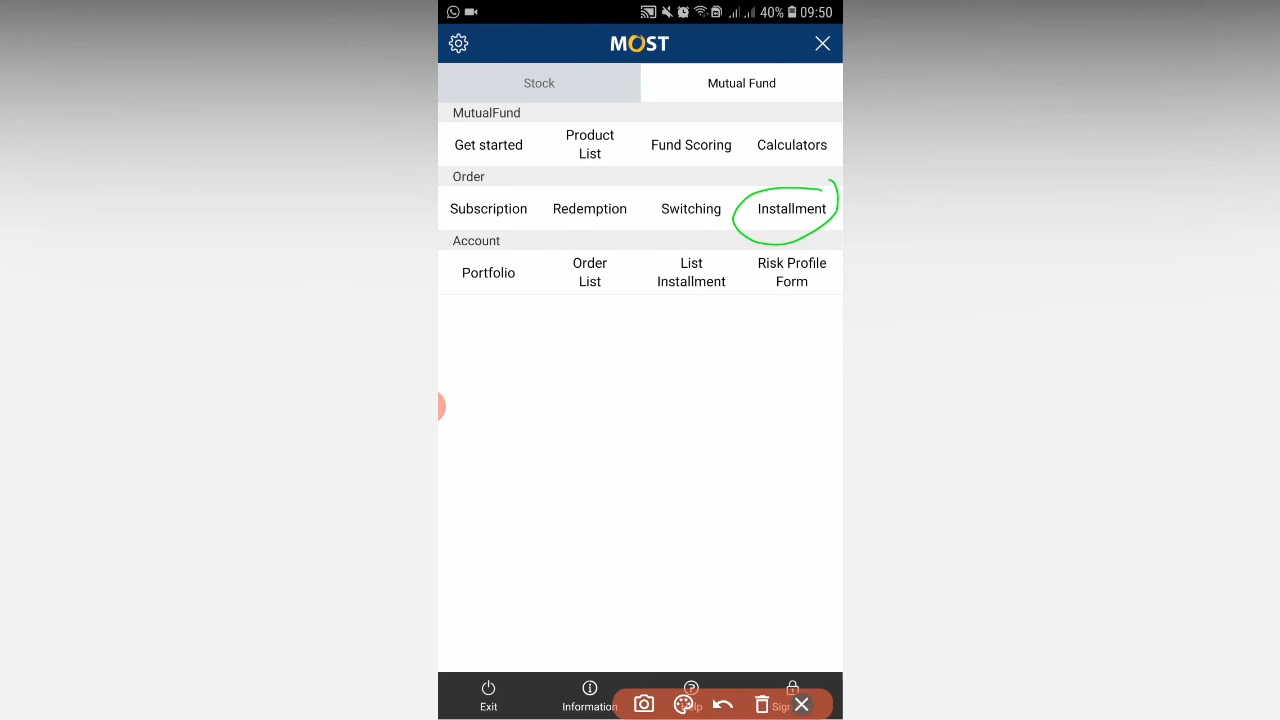 40% 09:50
MOST
Stock Mutual Fund
MutualFund
Get started Product List Fund Scoring Calculators
Order
Subscription Redemption Switching Installment
Account
Portfolio Order List List Installment Risk Profile Form
Exit Information